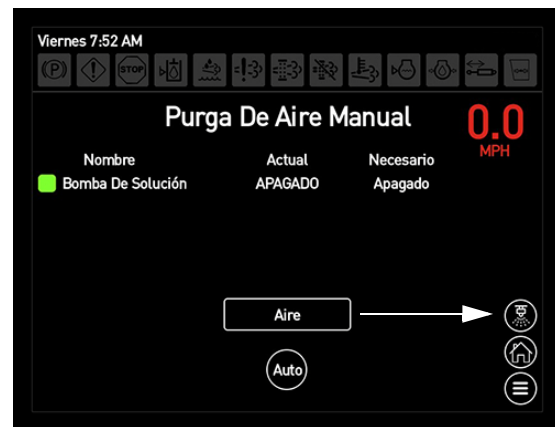 Viernes 7:52 AM
P STOP
Purga De Aire Manual
0.0
MPH
Nombre Actual Necesario
Bomba De Solución APAGADO Apagado
Aire
Auto